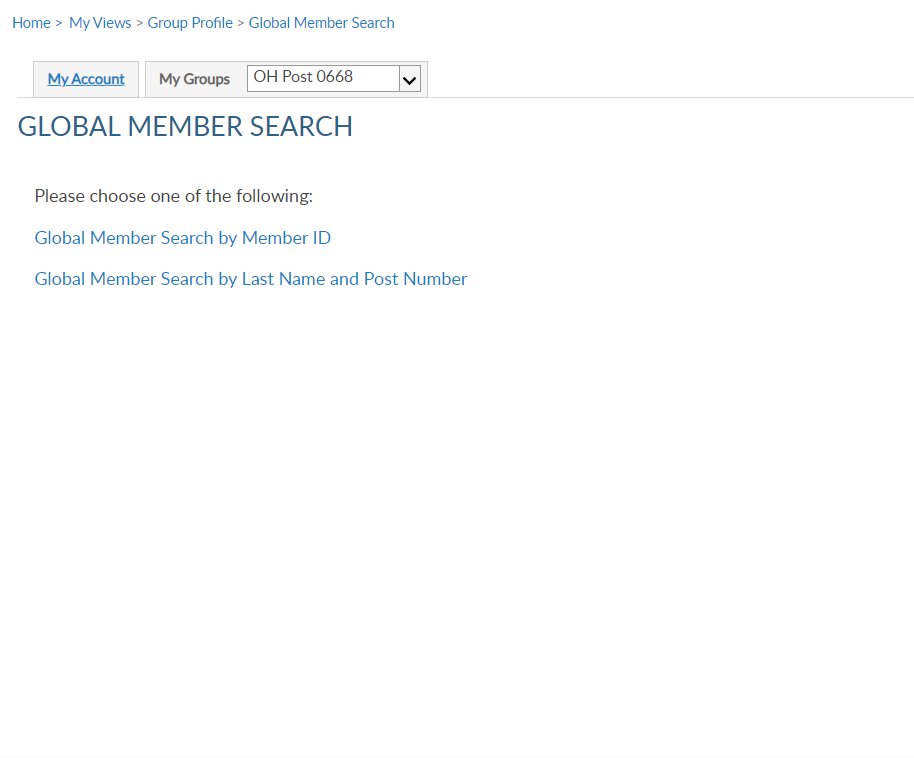 Home > My Views > Group Profile > Global Member Search
My Account My Groups OH Post 0668
GLOBAL MEMBER SEARCH
Please choose one of the following:
Global Member Search by Member ID
Global Member Search by Last Name and Post Number